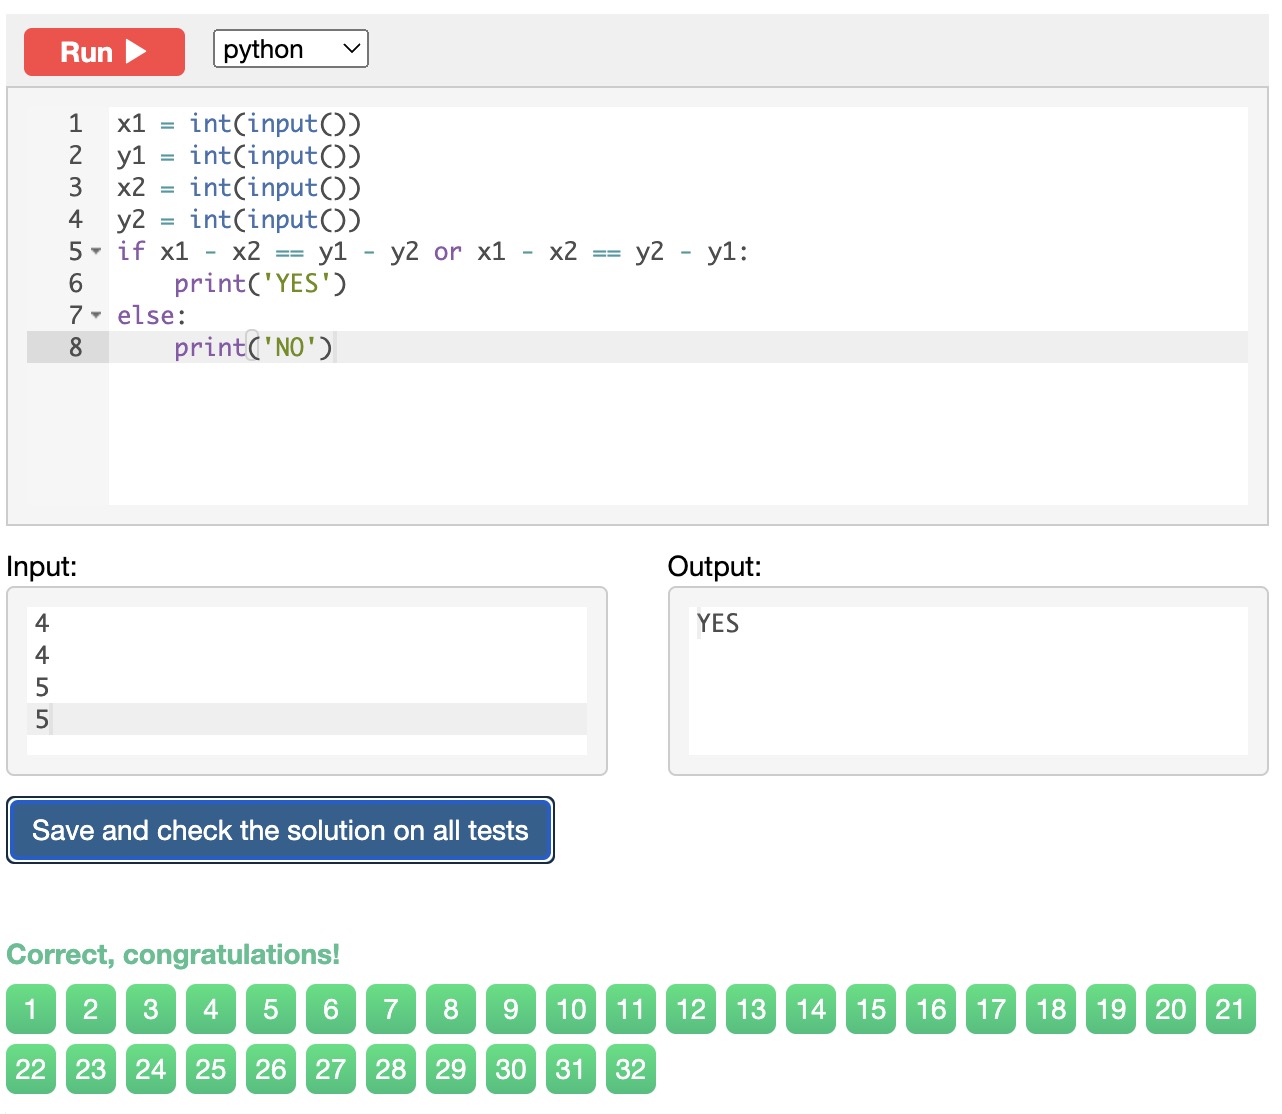 Run python
1 x1 = int(input())
2 y1 = int(input())
3 x2 = int(input())
4 y2 = int(input())
5 if x1 - x2 == y1 - y2 or x1 - x2 == y2 - y1:
6     print('YES')
7 else:
8     print('NO')
Input: Output:
4 YES
4
5
5
Save and check the solution on all tests
Correct, congratulations!
1 2 3 4 5 6 7 8 9 10 11 12 13 14 15 16 17 18 19 20 21
22 23 24 25 26 27 28 29 30 31 32